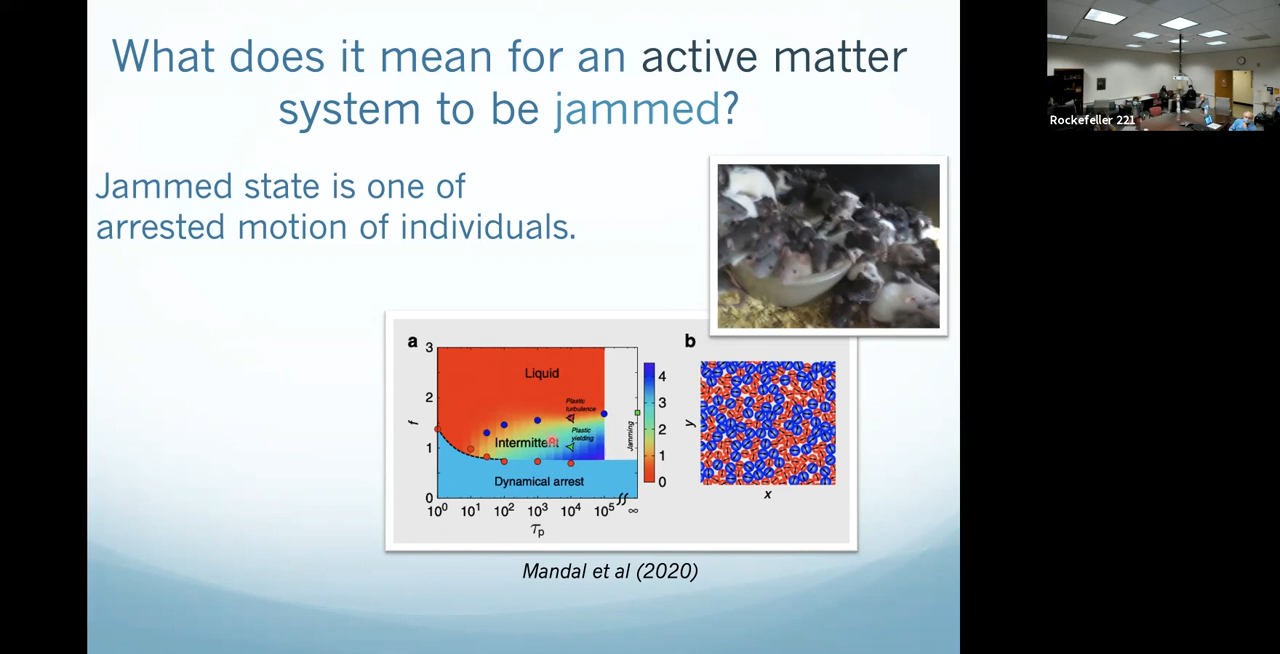 What does it mean for an active matter
system to be jammed?
Rockefeller 221
Jammed state is one of
arrested motion of individuals.
a
b
3
2
1
0
f
Liquid
Plastic
turbulence
Plastic
yielding
Intermittent
Dynamical arrest
Jamming
10⁰ 10¹ 10² 10³ 10⁴ 10⁵ ∞
τp
4
3
2
1
0
y
x
Mandal et al (2020)